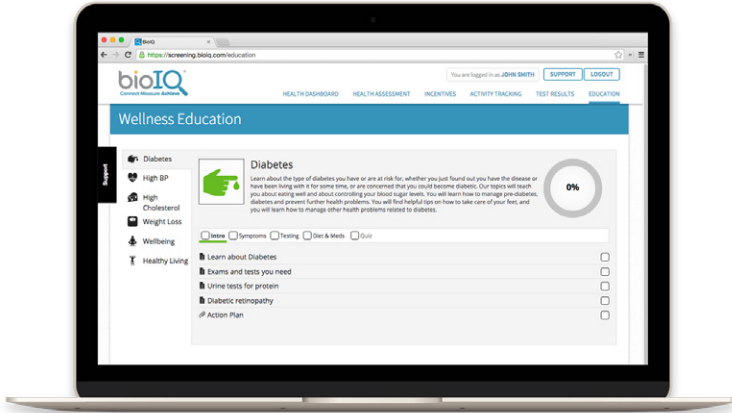 BioIQ
https://screening.bioiq.com/education
bioIQ
Connect Measure Achieve
You are logged in as JOHN SMITH
SUPPORT
LOGOUT
HEALTH DASHBOARD
HEALTH ASSESSMENT
INCENTIVES
ACTIVITY TRACKING
TEST RESULTS
EDUCATION
Wellness Education
Support
Diabetes
High BP
High
Cholesterol
Weight Loss
Wellbeing
Healthy Living
Diabetes
Learn about the type of diabetes you have or are at risk for, whether you just found out you have the disease or
have been living with it for some time, or are concerned that you could become diabetic. Our topics will teach
you about eating well and about controlling your blood sugar levels. You will learn how to manage pre-diabetes,
diabetes and prevent further health problems. You will find helpful tips on how to take care of your feet, and
you will learn how to manage other health problems related to diabetes.
0%
Intro Symptoms Testing Diet & Meds Quiz
Learn about Diabetes
Exams and tests you need
Urine tests for protein
Diabetic retinopathy
Action Plan